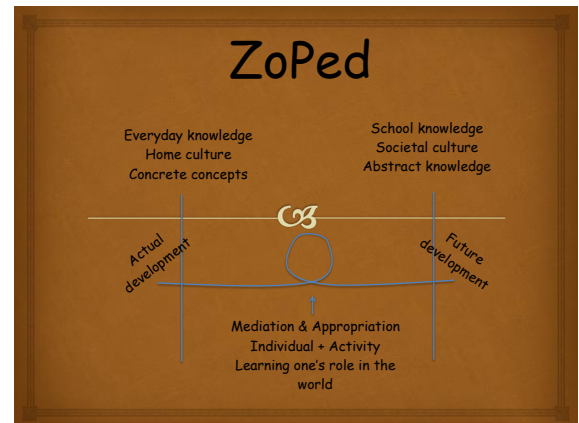 ZoPed
Everyday knowledge
Home culture
Concrete concepts
School knowledge
Societal culture
Abstract knowledge
Actual
development
Future
development
Mediation & Appropriation
Individual + Activity
Learning one's role in the
world